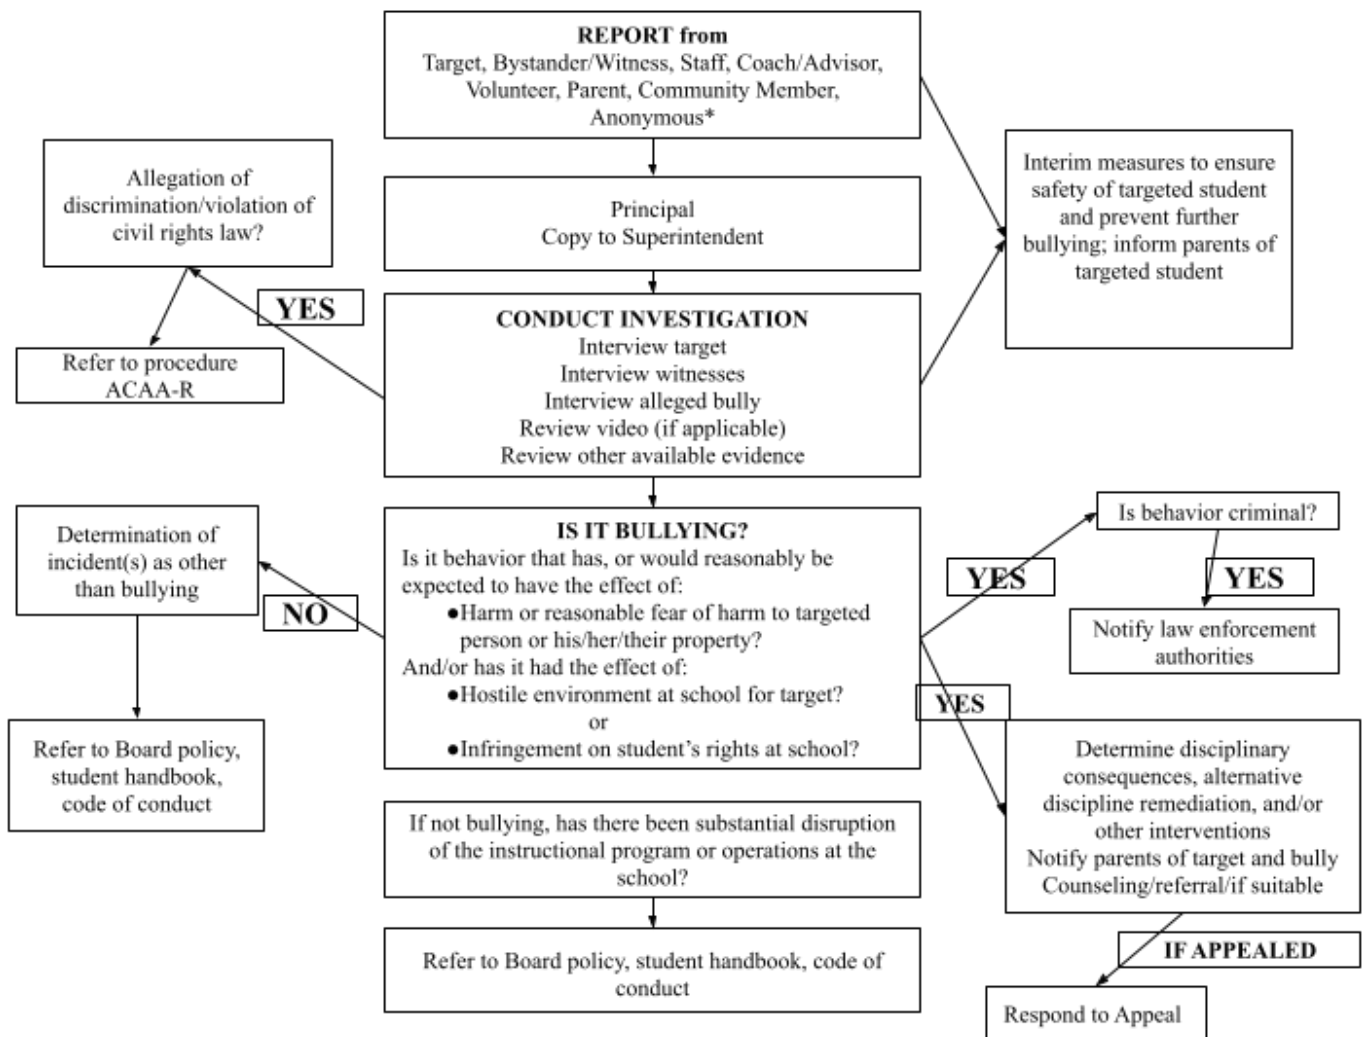 REPORT from
Target, Bystander/Witness, Staff, Coach/Advisor,
Volunteer, Parent, Community Member,
Anonymous*
Principal
Copy to Superintendent
Interim measures to ensure
safety of targeted student
and prevent further
bullying; inform parents of
targeted student
Allegation of
discrimination/violation of
civil rights law?
YES
Refer to procedure
ACAA-R
CONDUCT INVESTIGATION
Interview target
Interview witnesses
Interview alleged bully
Review video (if applicable)
Review other available evidence
IS IT BULLYING?
Is it behavior that has, or would reasonably be
expected to have the effect of:
●Harm or reasonable fear of harm to targeted
person or his/her/their property?
And/or has it had the effect of:
●Hostile environment at school for target?
or
●Infringement on student’s rights at school?
NO
Determination of
incident(s) as other
than bullying
Refer to Board policy,
student handbook,
code of conduct
YES
Is behavior criminal?
YES
Notify law enforcement
authorities
YES
Determine disciplinary
consequences, alternative
discipline remediation, and/or
other interventions
Notify parents of target and bully
Counseling/referral/if suitable
IF APPEALED
Respond to Appeal
If not bullying, has there been substantial disruption
of the instructional program or operations at the
school?
Refer to Board policy, student handbook, code of
conduct